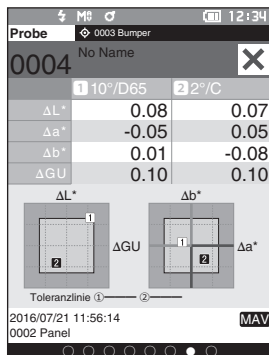 M0 12:34
Probe 0003 Bumper
0004 No Name
1 10°/D65 2 2°/C
ΔL* 0.08 0.07
Δa* -0.05 0.05
Δb* 0.01 -0.08
ΔGU 0.10 0.10
ΔL* Δb*
1
1
ΔGU Δa*
2 2
Toleranzlinie ① ②
2016/07/21 11:56:14
0002 Panel MAV